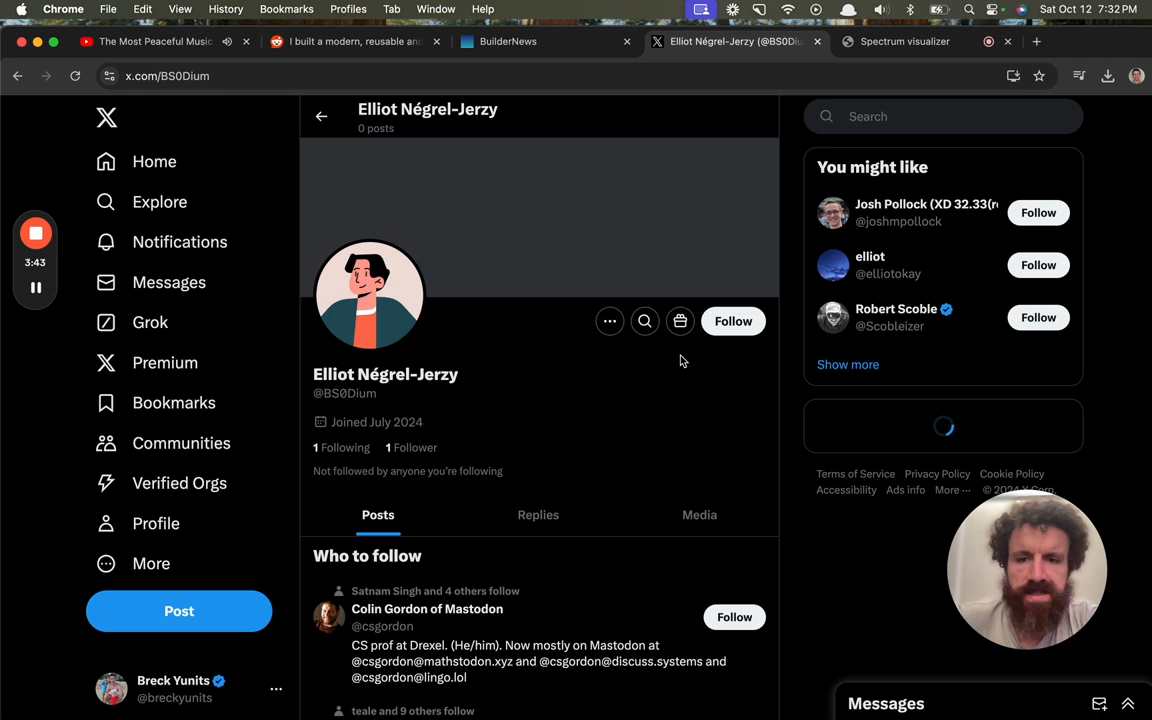 Chrome File Edit View History Bookmarks Profiles Tab Window Help Sat Oct 12 7:32 PM
The Most Peaceful Music
I built a modern, reusable and
BuilderNews
Elliot Négrel-Jerzy (@BS0Diu
Spectrum visualizer
x.com/BS0Dium
Home
Explore
Notifications
Messages
Grok
Premium
Bookmarks
Communities
Verified Orgs
Profile
More
Post
Breck Yunits
@breckyunits
3:43
Elliot Négrel-Jerzy
0 posts
Follow
Elliot Négrel-Jerzy
@BS0Dium
Joined July 2024
1 Following 1 Follower
Not followed by anyone you're following
Posts Replies Media
Who to follow
Satnam Singh and 4 others follow
Colin Gordon of Mastodon
@csgordon
Follow
CS prof at Drexel. (He/him). Now mostly on Mastodon at
@csgordon@mathstodon.xyz and @csgordon@discuss.systems and
@csgordon@lingo.lol
teale and 9 others follow
Search
You might like
Josh Pollock (XD 32.33(r
@joshmpollock
Follow
elliot
@elliotokay
Follow
Robert Scoble
@Scobleizer
Follow
Show more
Terms of Service Privacy Policy Cookie Policy
Accessibility Ads info More ··· © 2024 X Corp.
Messages